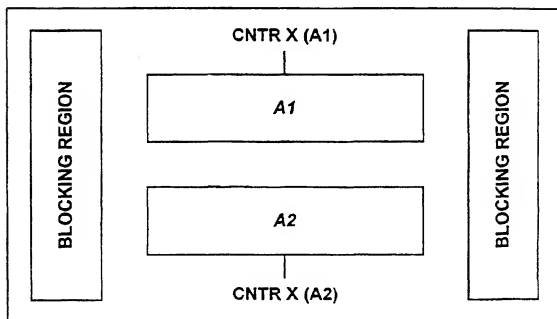 CNTR X (A1)
BLOCKING REGION
A1
BLOCKING REGION
A2
CNTR X (A2)